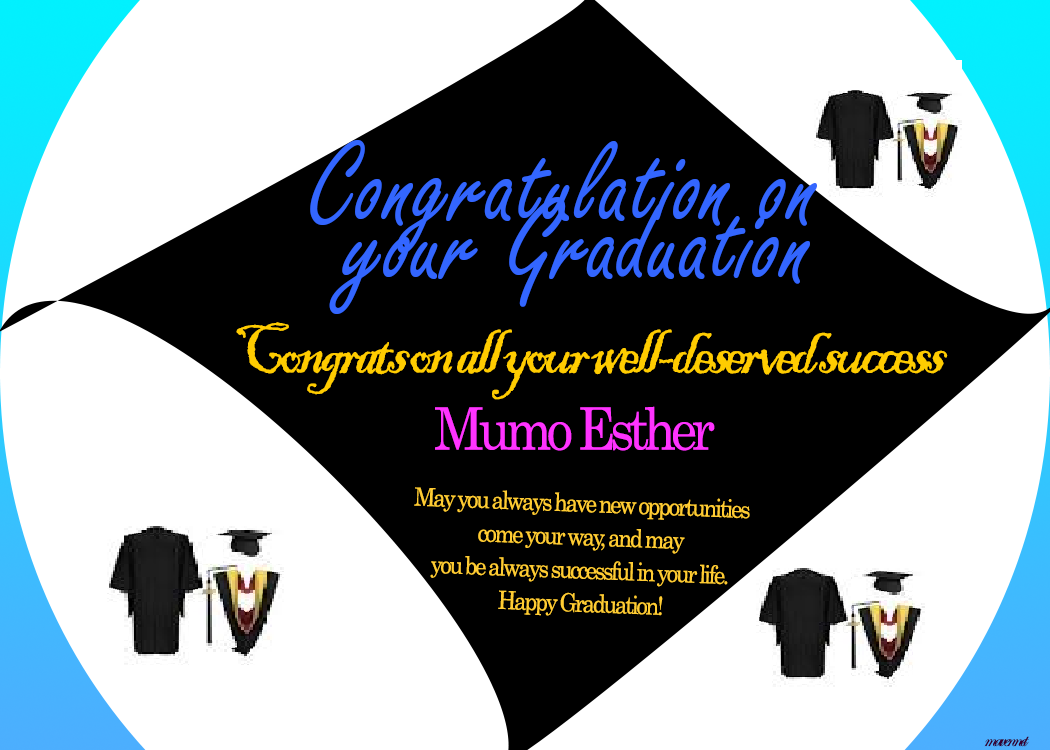 Congratulation on
your Graduation
Congrats on all your well-deserved success
Mumo Esther
May you always have new opportunities
come your way, and may
you be always successful in your life.
Happy Graduation!